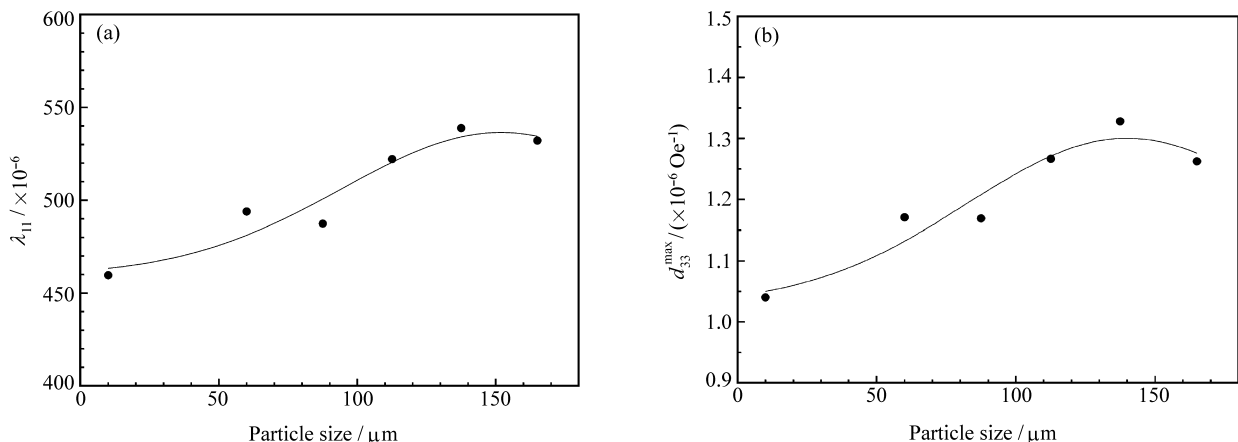 (a)
600
550
500
450
400
λ₁₁ / ×10⁻⁶
0 50 100 150
Particle size / μm
(b)
1.5
1.4
1.3
1.2
1.1
1.0
0.9
d₃₃ᵐᵃˣ / (×10⁻⁶ Oe⁻¹)
0 50 100 150
Particle size / μm